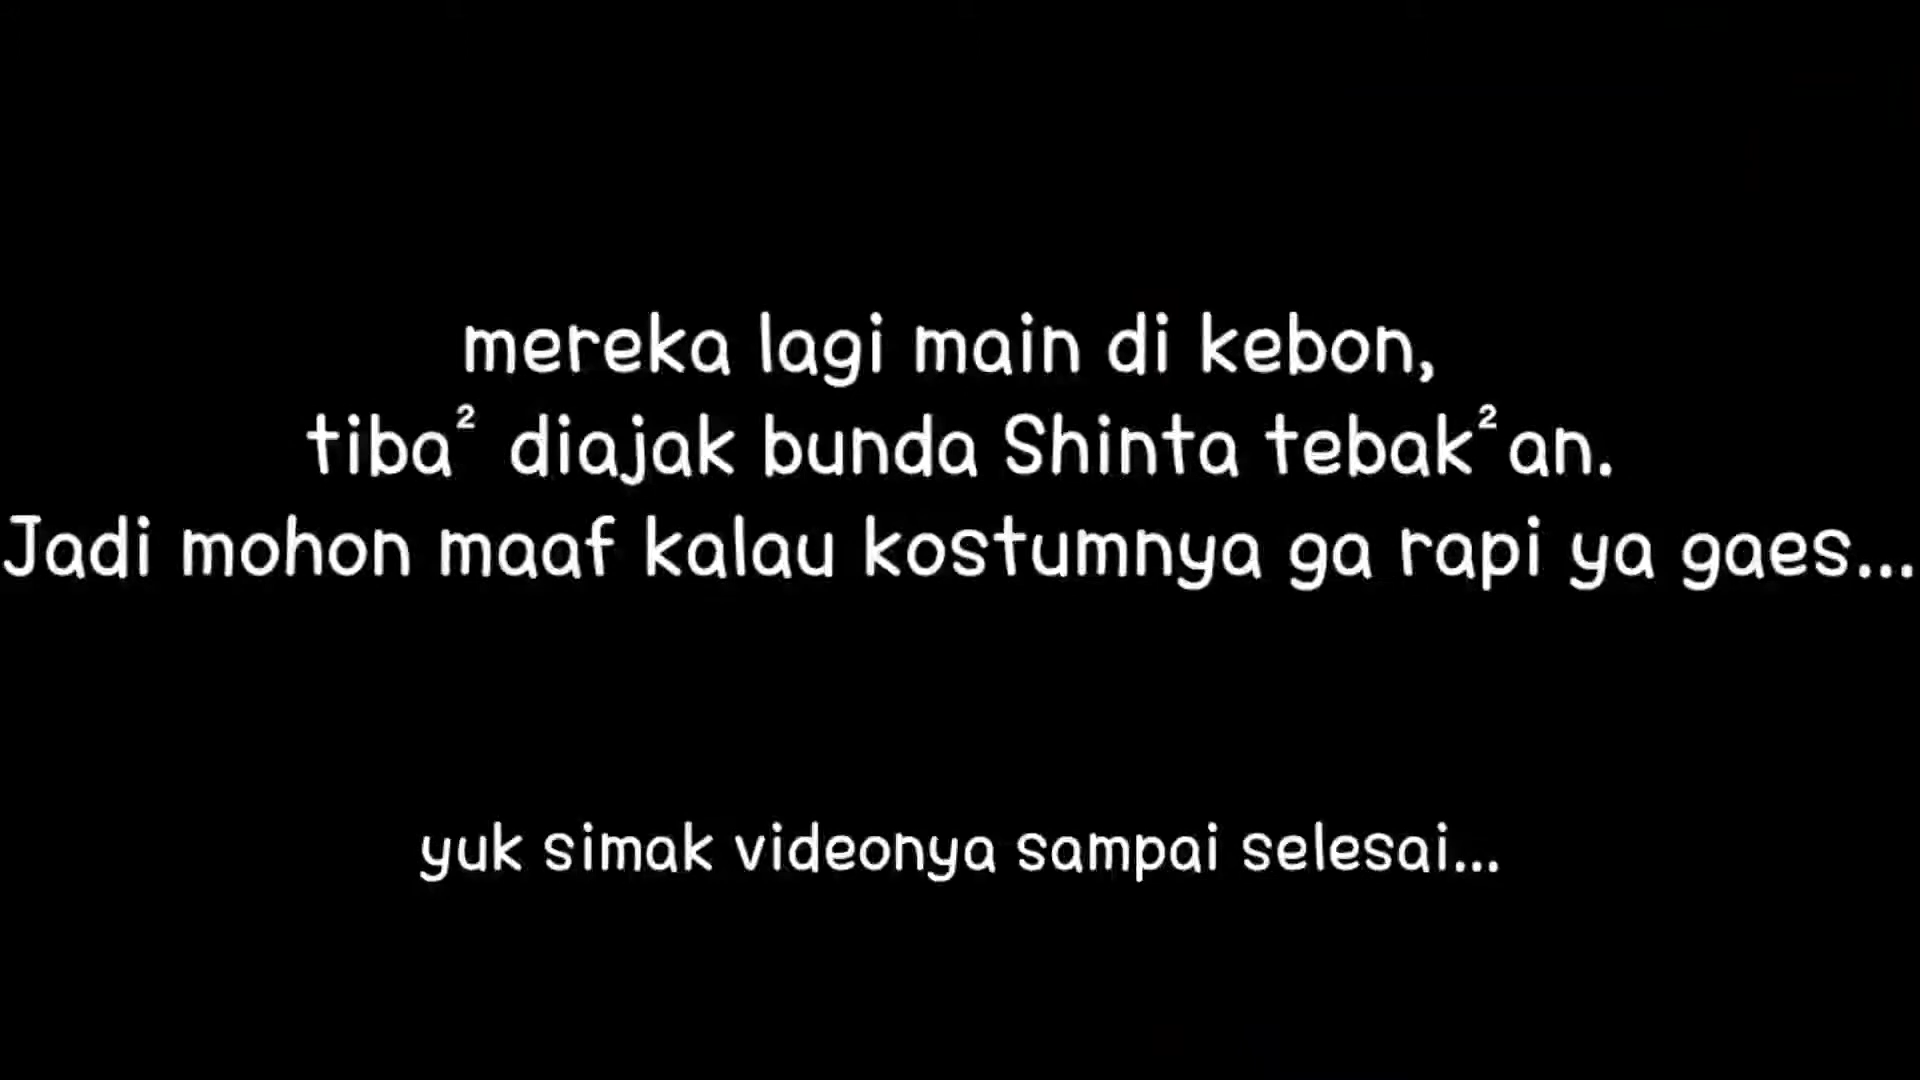 mereka lagi main di kebon,
tiba² diajak bunda Shinta tebak²an.
Jadi mohon maaf kalau kostumnya ga rapi ya gaes...
yuk simak videonya sampai selesai...